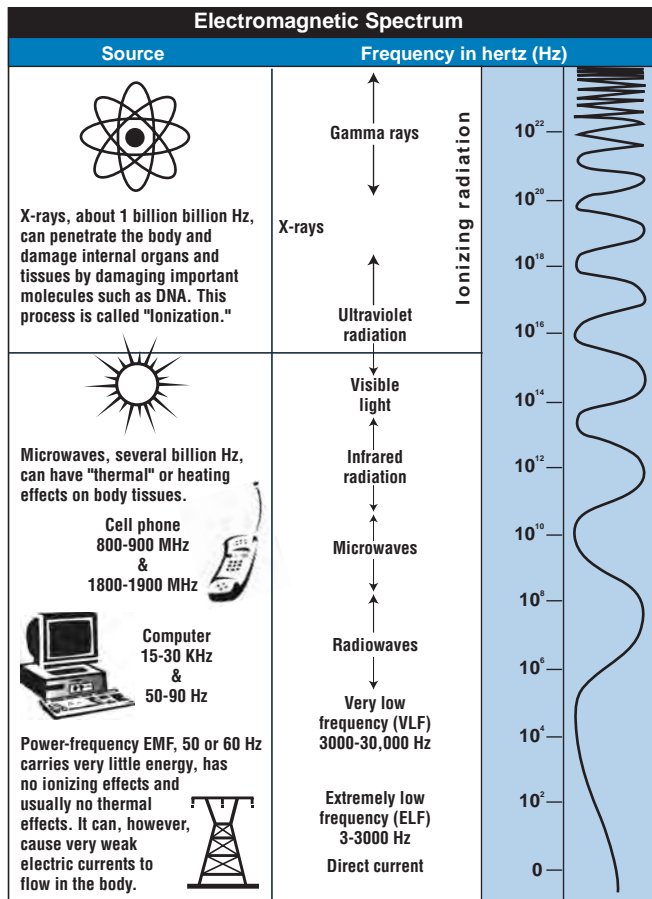 Electromagnetic Spectrum
Source
Frequency in hertz (Hz)
X-rays, about 1 billion billion Hz,
can penetrate the body and
damage internal organs and
tissues by damaging important
molecules such as DNA. This
process is called "Ionization."
Gamma rays
X-rays
Ultraviolet
radiation
Ionizing radiation
Microwaves, several billion Hz,
can have "thermal" or heating
effects on body tissues.
Cell phone
800-900 MHz
&
1800-1900 MHz
Computer
15-30 KHz
&
50-90 Hz
Power-frequency EMF, 50 or 60 Hz
carries very little energy, has
no ionizing effects and
usually no thermal
effects. It can, however,
cause very weak
electric currents to
flow in the body.
Visible
light
Infrared
radiation
Microwaves
Radiowaves
Very low
frequency (VLF)
3000-30,000 Hz
Extremely low
frequency (ELF)
3-3000 Hz
Direct current
10²²
10²⁰
10¹⁸
10¹⁶
10¹⁴
10¹²
10¹⁰
10⁸
10⁶
10⁴
10²
0